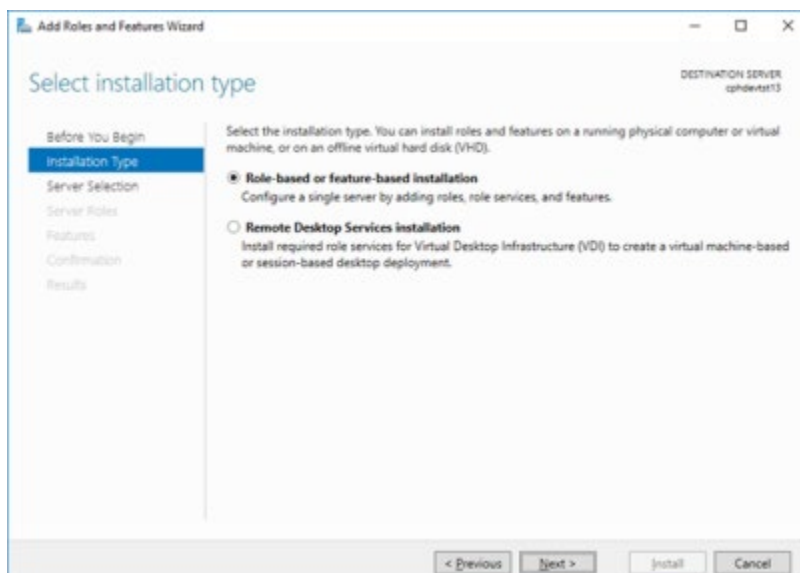 Add Roles and Features Wizard
Select installation type
DESTINATION SERVER
cphdevtst13
Before You Begin
Installation Type
Server Selection
Server Roles
Features
Confirmation
Results
Select the installation type. You can install roles and features on a running physical computer or virtual
machine, or on an offline virtual hard disk (VHD).
Role-based or feature-based installation
Configure a single server by adding roles, role services, and features.
Remote Desktop Services installation
Install required role services for Virtual Desktop Infrastructure (VDI) to create a virtual machine-based
or session-based desktop deployment.
< Previous
Next >
Install
Cancel